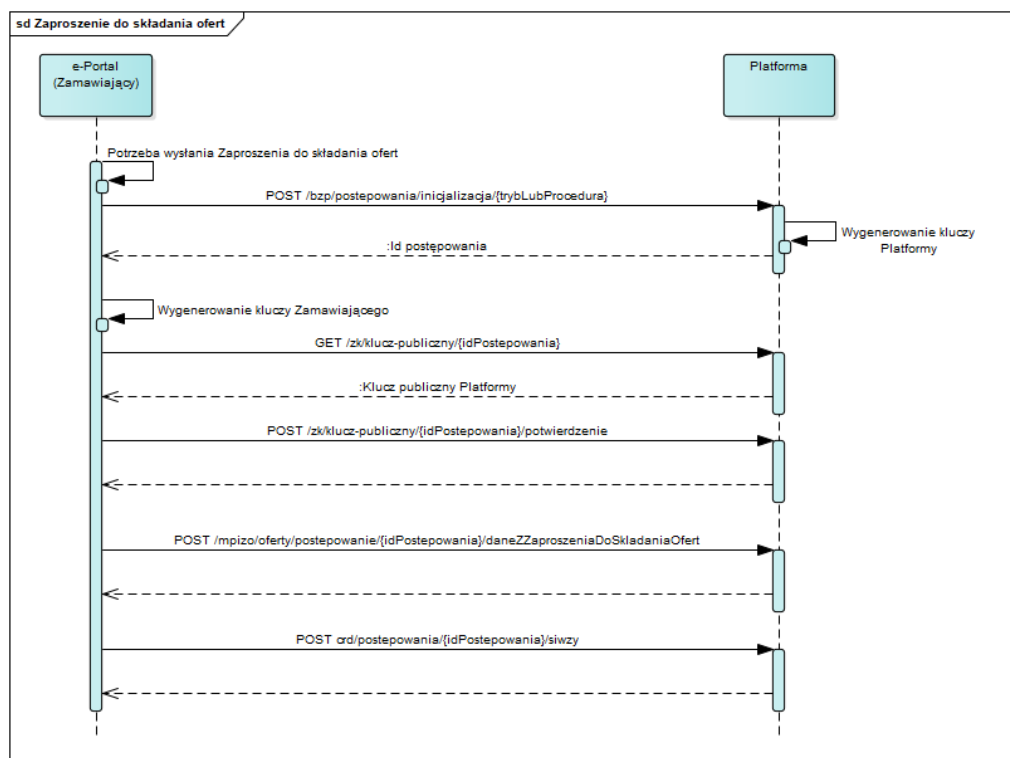 sd Zaproszenie do składania ofert
e-Portal
(Zamawiający)
Platforma
Potrzeba wysłania Zaproszenia do składania ofert
POST /bzp/postepowania/inicjalizacja/{trybLubProcedura}
Wygenerowanie kluczy
Platformy
:Id postępowania
Wygenerowanie kluczy Zamawiającego
GET /zk/klucz-publiczny/{idPostepowania}
:Klucz publiczny Platformy
POST /zk/klucz-publiczny/{idPostepowania}/potwierdzenie
POST /mpizo/oferty/postepowanie/{idPostepowania}/daneZZaproszeniaDoSkladaniaOfert
POST crd/postepowania/{idPostepowania}/siwzy